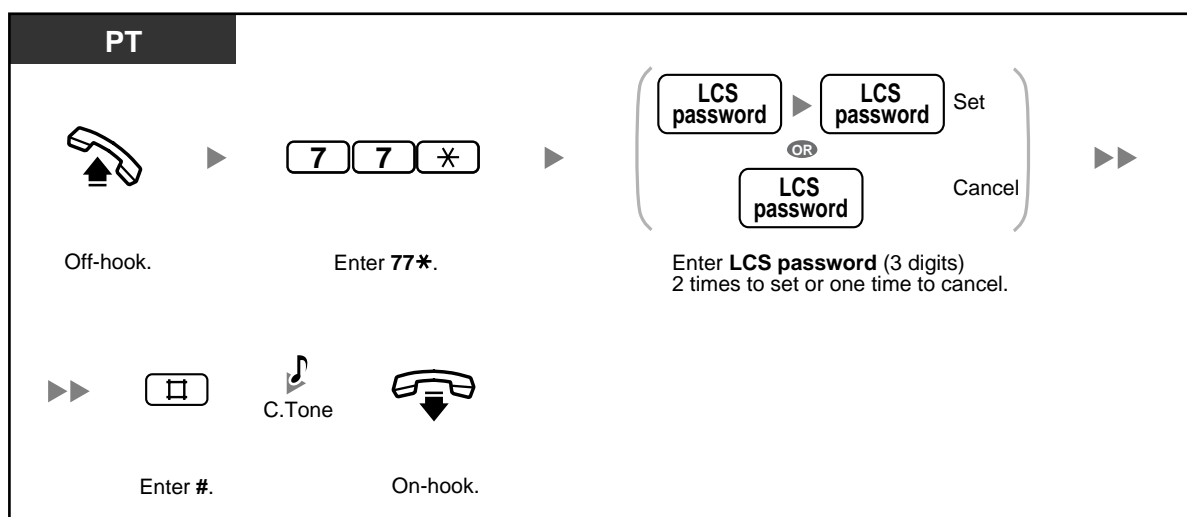 PT
LCS password
LCS password
Set
OR
LCS password
Cancel
7 7 ✳
Off-hook.
Enter 77✳.
Enter LCS password (3 digits)
2 times to set or one time to cancel.
#
C.Tone
Enter #.
On-hook.